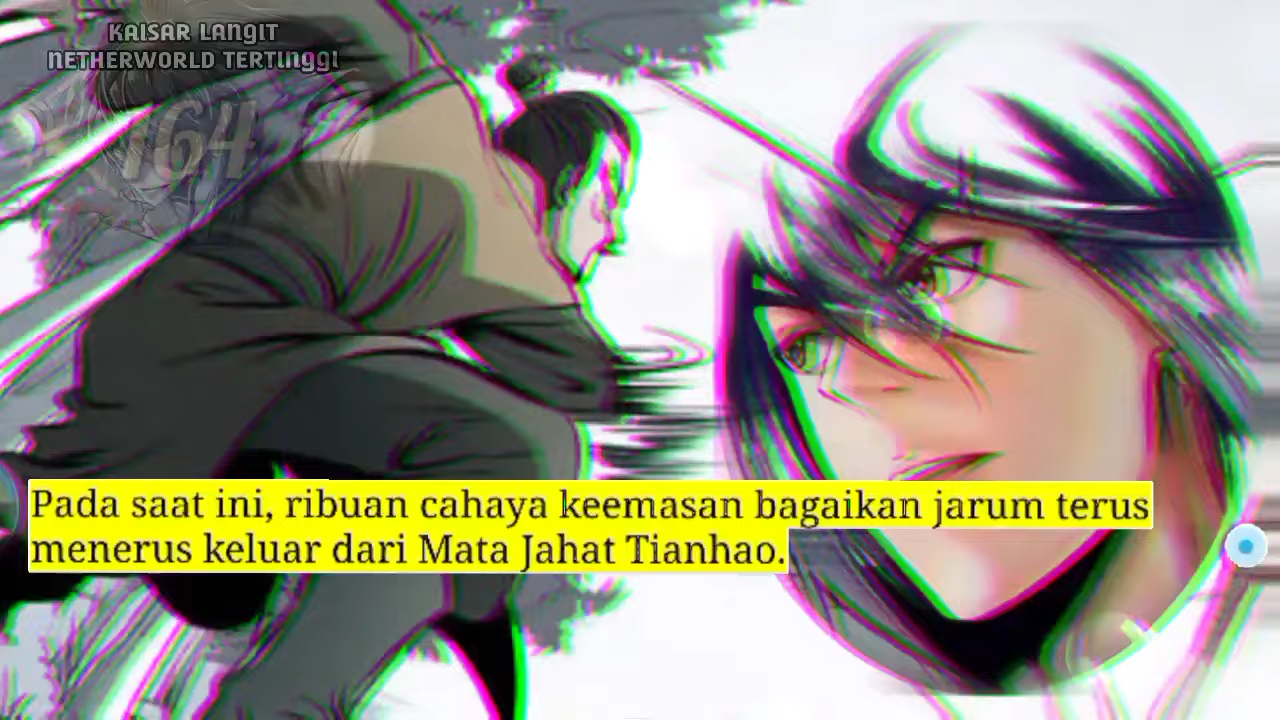 KAISAR LANGIT
NETHERWORLD TERTINGGI
164
Pada saat ini, ribuan cahaya keemasan bagaikan jarum terus
menerus keluar dari Mata Jahat Tianhao.